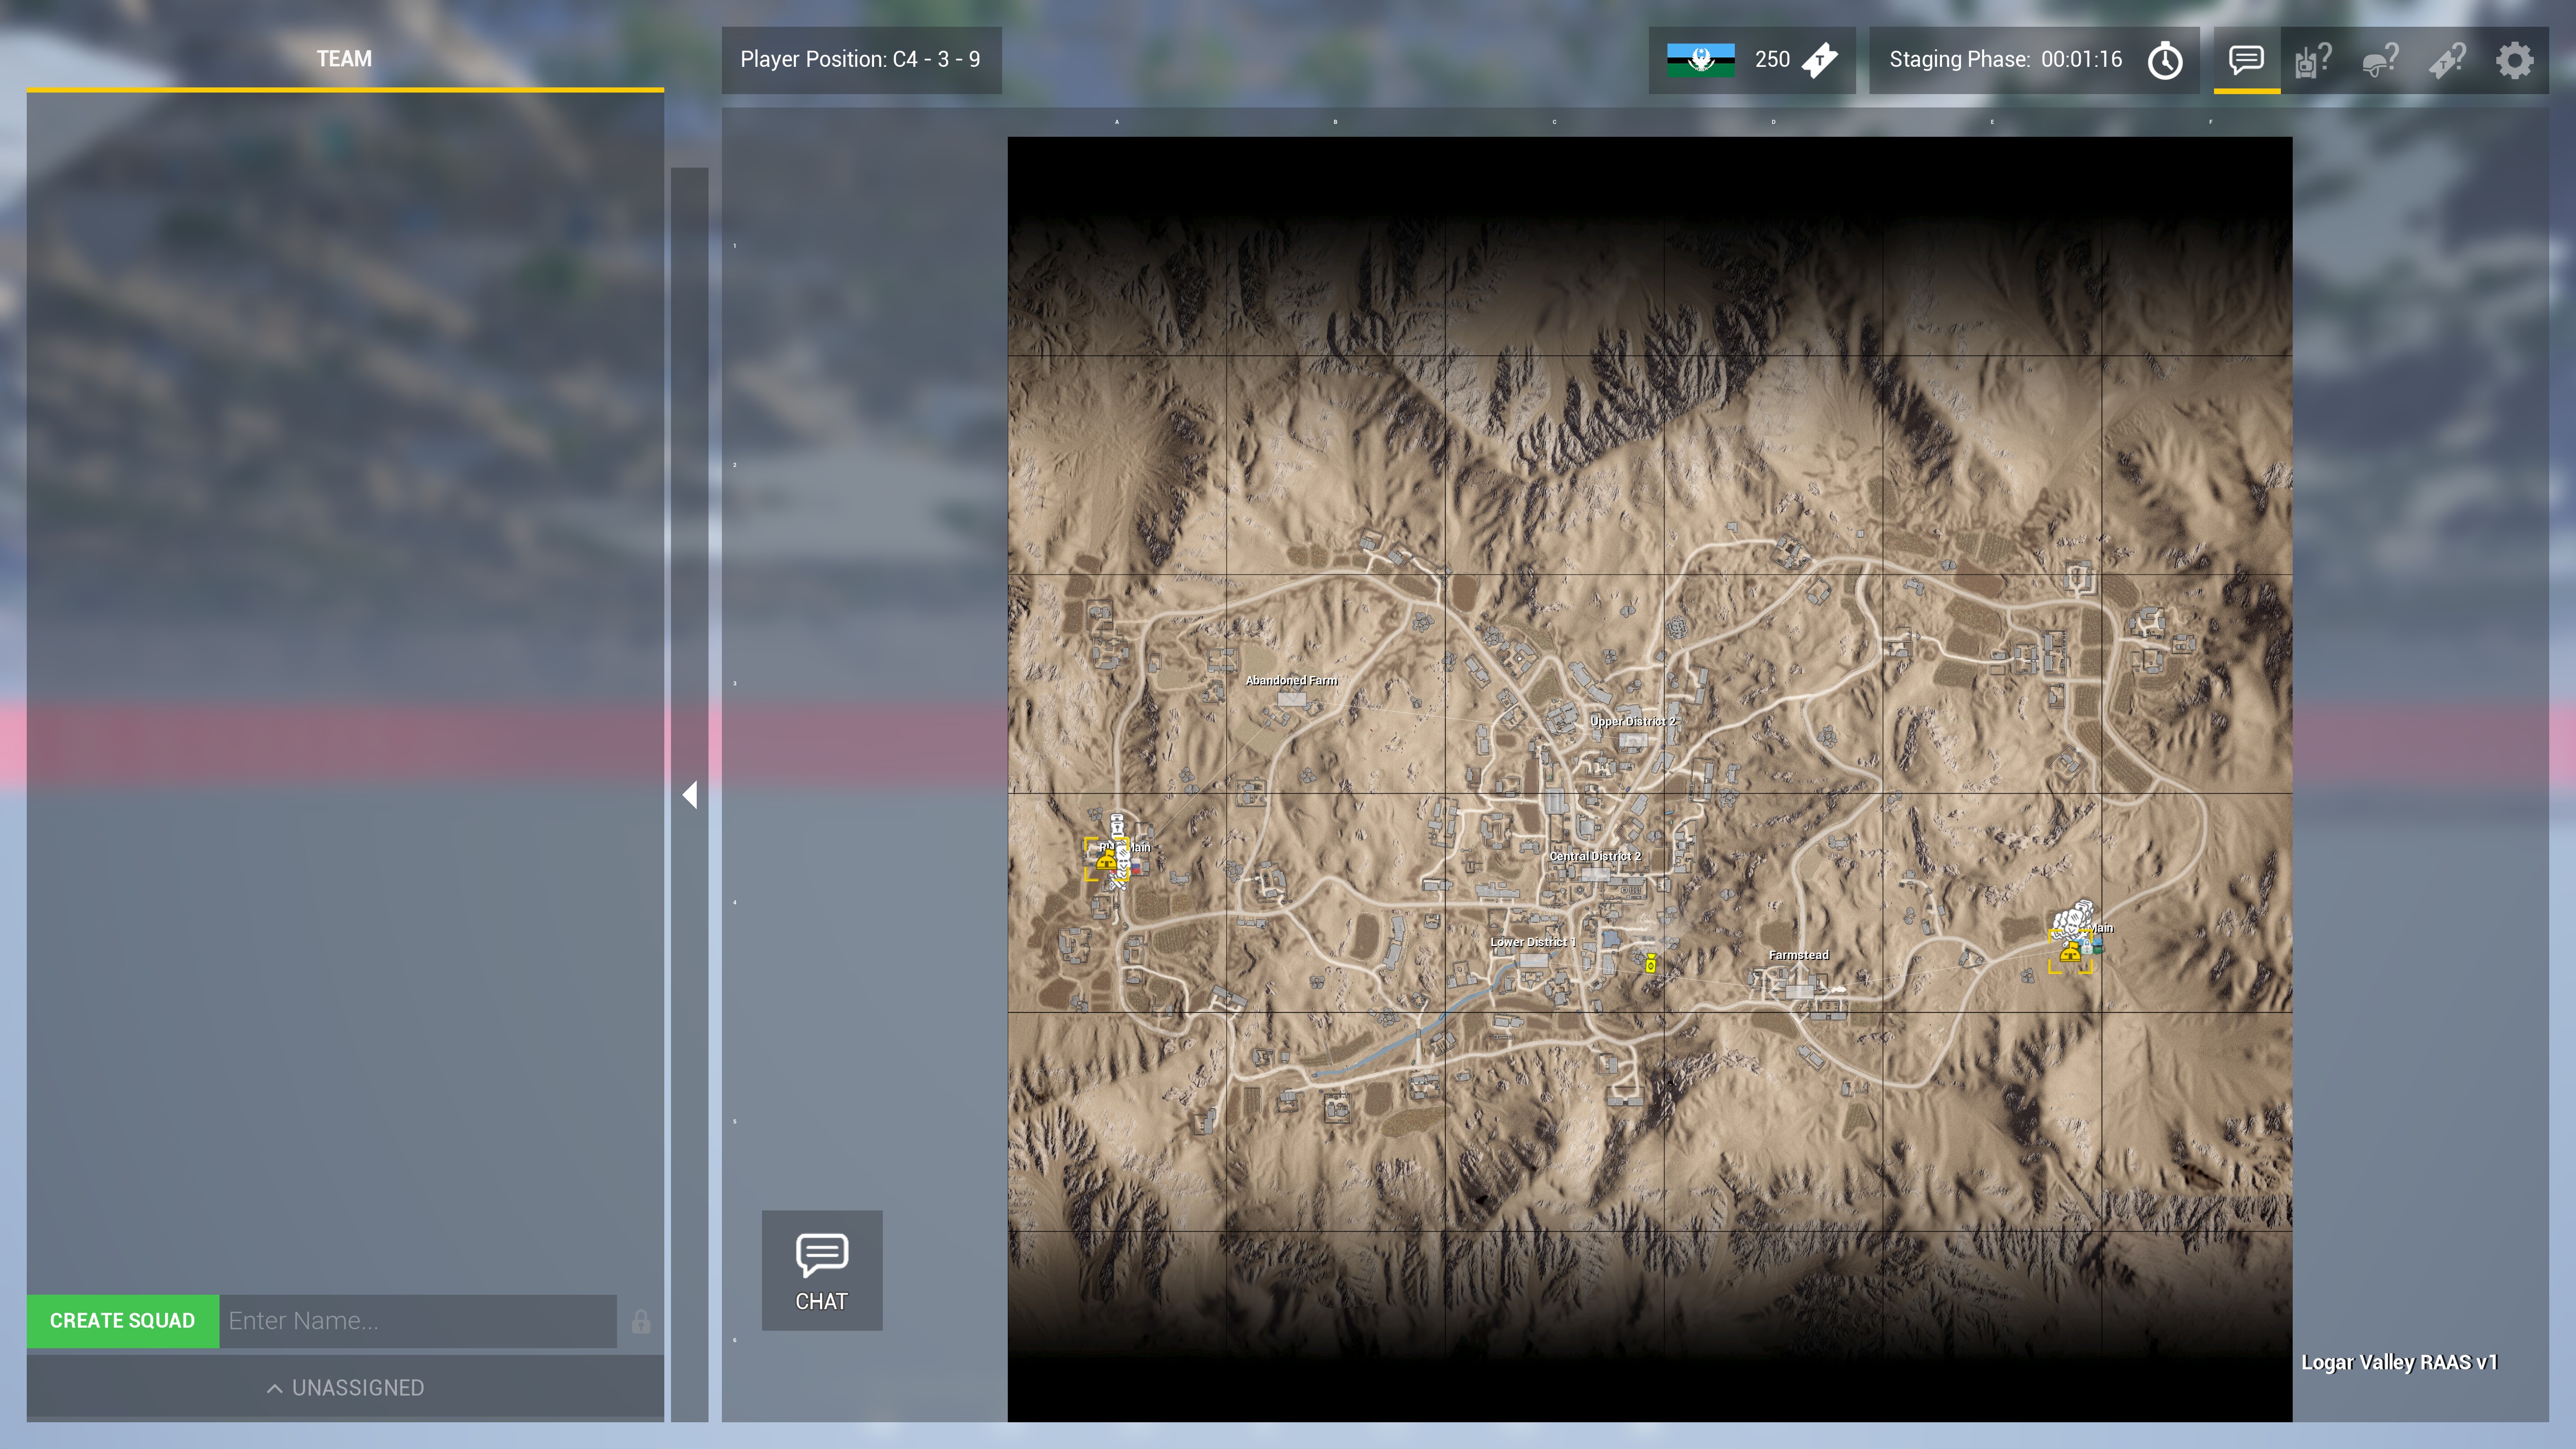 TEAM
Player Position: C4 - 3 - 9
250
T
Staging Phase: 00:01:16
A
B
C
D
E
F
1
2
3
4
5
6
Abandoned Farm
Upper District 2
Central District 2
Lower District 1
Farmstead
Main
CHAT
CREATE SQUAD
Enter Name...
UNASSIGNED
Logar Valley RAAS v1